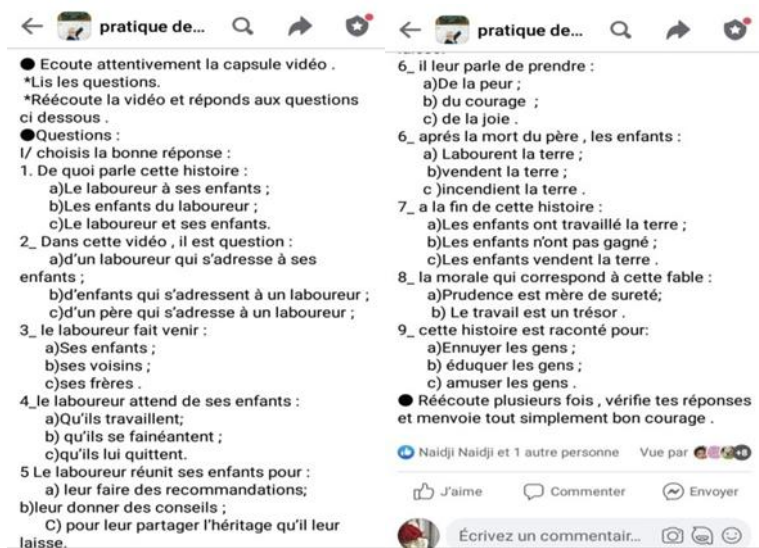 pratique de...
● Ecoute attentivement la capsule vidéo .
*Lis les questions.
*Réécoute la vidéo et réponds aux questions
ci dessous .
●Questions :
I/ choisis la bonne réponse :
1. De quoi parle cette histoire :
a)Le laboureur à ses enfants ;
b)Les enfants du laboureur ;
c)Le laboureur et ses enfants.
2_ Dans cette vidéo , il est question :
a)d'un laboureur qui s'adresse à ses
enfants ;
b)d'enfants qui s'adressent à un laboureur ;
c)d'un père qui s'adresse à un laboureur ;
3_ le laboureur fait venir :
a)Ses enfants ;
b)ses voisins ;
c)ses frères .
4_le laboureur attend de ses enfants :
a)Qu'ils travaillent;
b) qu'ils se fainéantent ;
c)qu'ils lui quittent.
5 Le laboureur réunit ses enfants pour :
a) leur faire des recommandations;
b)leur donner des conseils ;
C) pour leur partager l'héritage qu'il leur
laisse.
pratique de...
6_ il leur parle de prendre :
a)De la peur ;
b) du courage ;
c) de la joie .
6_ aprés la mort du père , les enfants :
a) Labourent la terre ;
b)vendent la terre ;
c )incendient la terre .
7_ a la fin de cette histoire :
a)Les enfants ont travaillé la terre ;
b)Les enfants n'ont pas gagné ;
c)Les enfants vendent la terre .
8_ la morale qui correspond à cette fable :
a)Prudence est mère de sureté;
b) Le travail est un trésor .
9_ cette histoire est raconté pour:
a)Ennuyer les gens ;
b) éduquer les gens ;
c) amuser les gens .
● Réécoute plusieurs fois , vérifie tes réponses
et menvoie tout simplement bon courage .
Naidji Naidji et 1 autre personne Vue par +8
J'aime Commenter Envoyer
Écrivez un commentair...